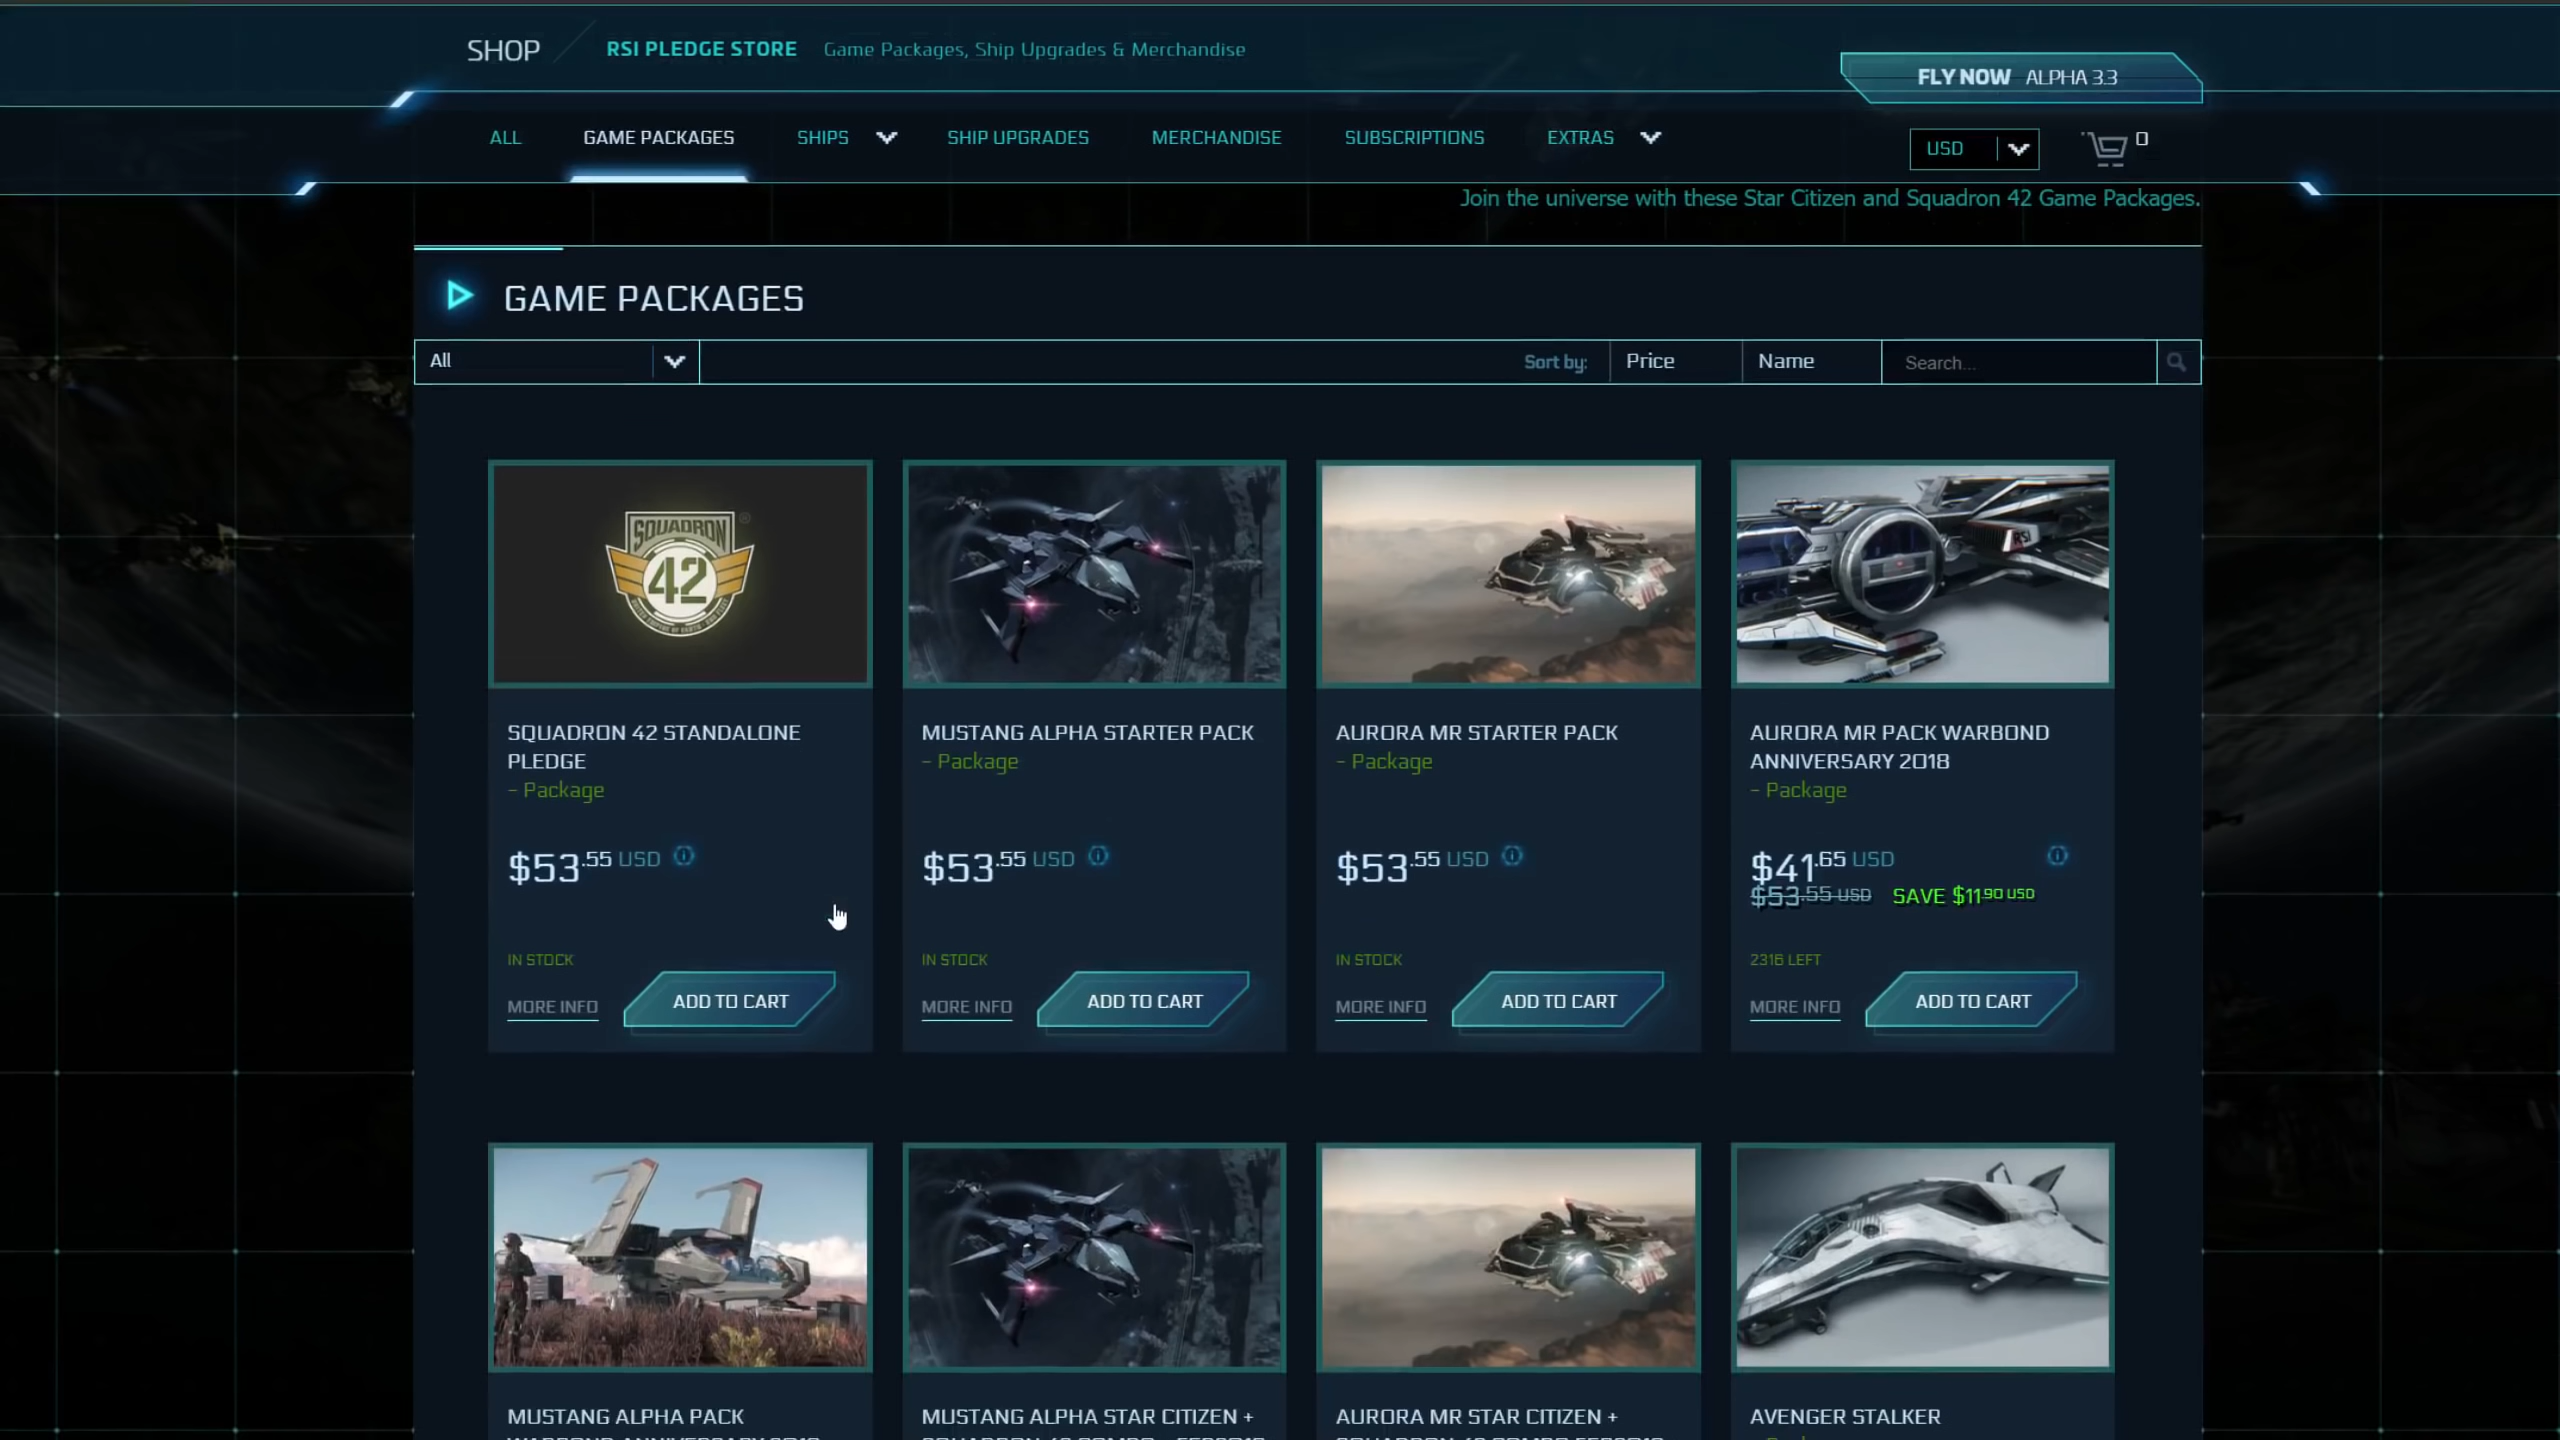 SHOP
RSI PLEDGE STORE Game Packages, Ship Upgrades & Merchandise
FLY NOW ALPHA 3.3
ALL GAME PACKAGES SHIPS SHIP UPGRADES MERCHANDISE SUBSCRIPTIONS EXTRAS USD 0
Join the universe with these Star Citizen and Squadron 42 Game Packages.
GAME PACKAGES
All Sort by: Price Name Search...
SQUADRON
42
SQUADRON 42 STANDALONE
PLEDGE
- Package
$53.55 USD
IN STOCK
MORE INFO ADD TO CART
MUSTANG ALPHA STARTER PACK
- Package
$53.55 USD
IN STOCK
MORE INFO ADD TO CART
AURORA MR STARTER PACK
- Package
$53.55 USD
IN STOCK
MORE INFO ADD TO CART
RSI
AURORA MR PACK WARBOND
ANNIVERSARY 2018
- Package
$41.65 USD
$53.55 USD SAVE $11.90 USD
MORE INFO ADD TO CART
MUSTANG ALPHA PACK
MUSTANG ALPHA STAR CITIZEN +
AURORA MR STAR CITIZEN +
AVENGER STALKER